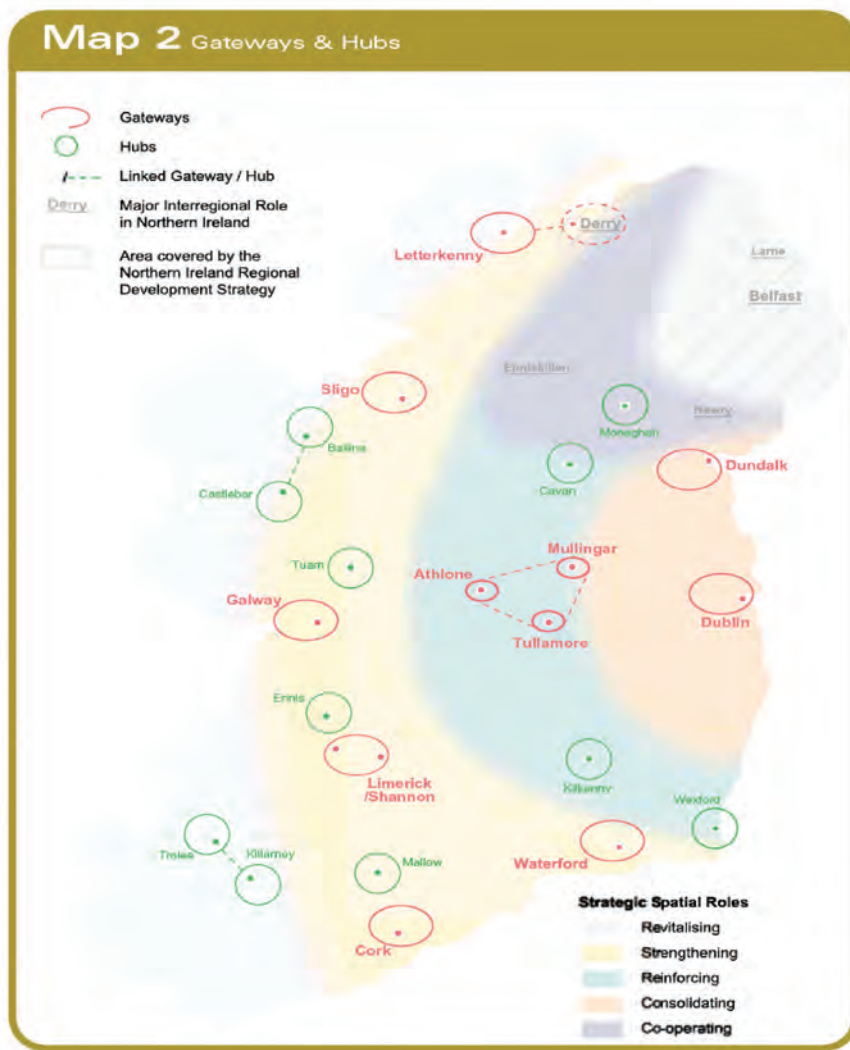 Map 2 Gateways & Hubs
Gateways
Hubs
Linked Gateway / Hub
Derry
Major Interregional Role
in Northern Ireland
Area covered by the
Northern Ireland Regional
Development Strategy
Derry
Letterkenny
Larne
Belfast
Enniskillen
Sligo
Newry
Monaghan
Ballina
Dundalk
Cavan
Castlebar
Mullingar
Tuam
Athlone
Galway
Dublin
Tullamore
Ennis
Limerick
/Shannon
Kilkenny
Wexford
Tralee
Killarney
Mallow
Waterford
Cork
Strategic Spatial Roles
Revitalising
Strengthening
Reinforcing
Consolidating
Co-operating